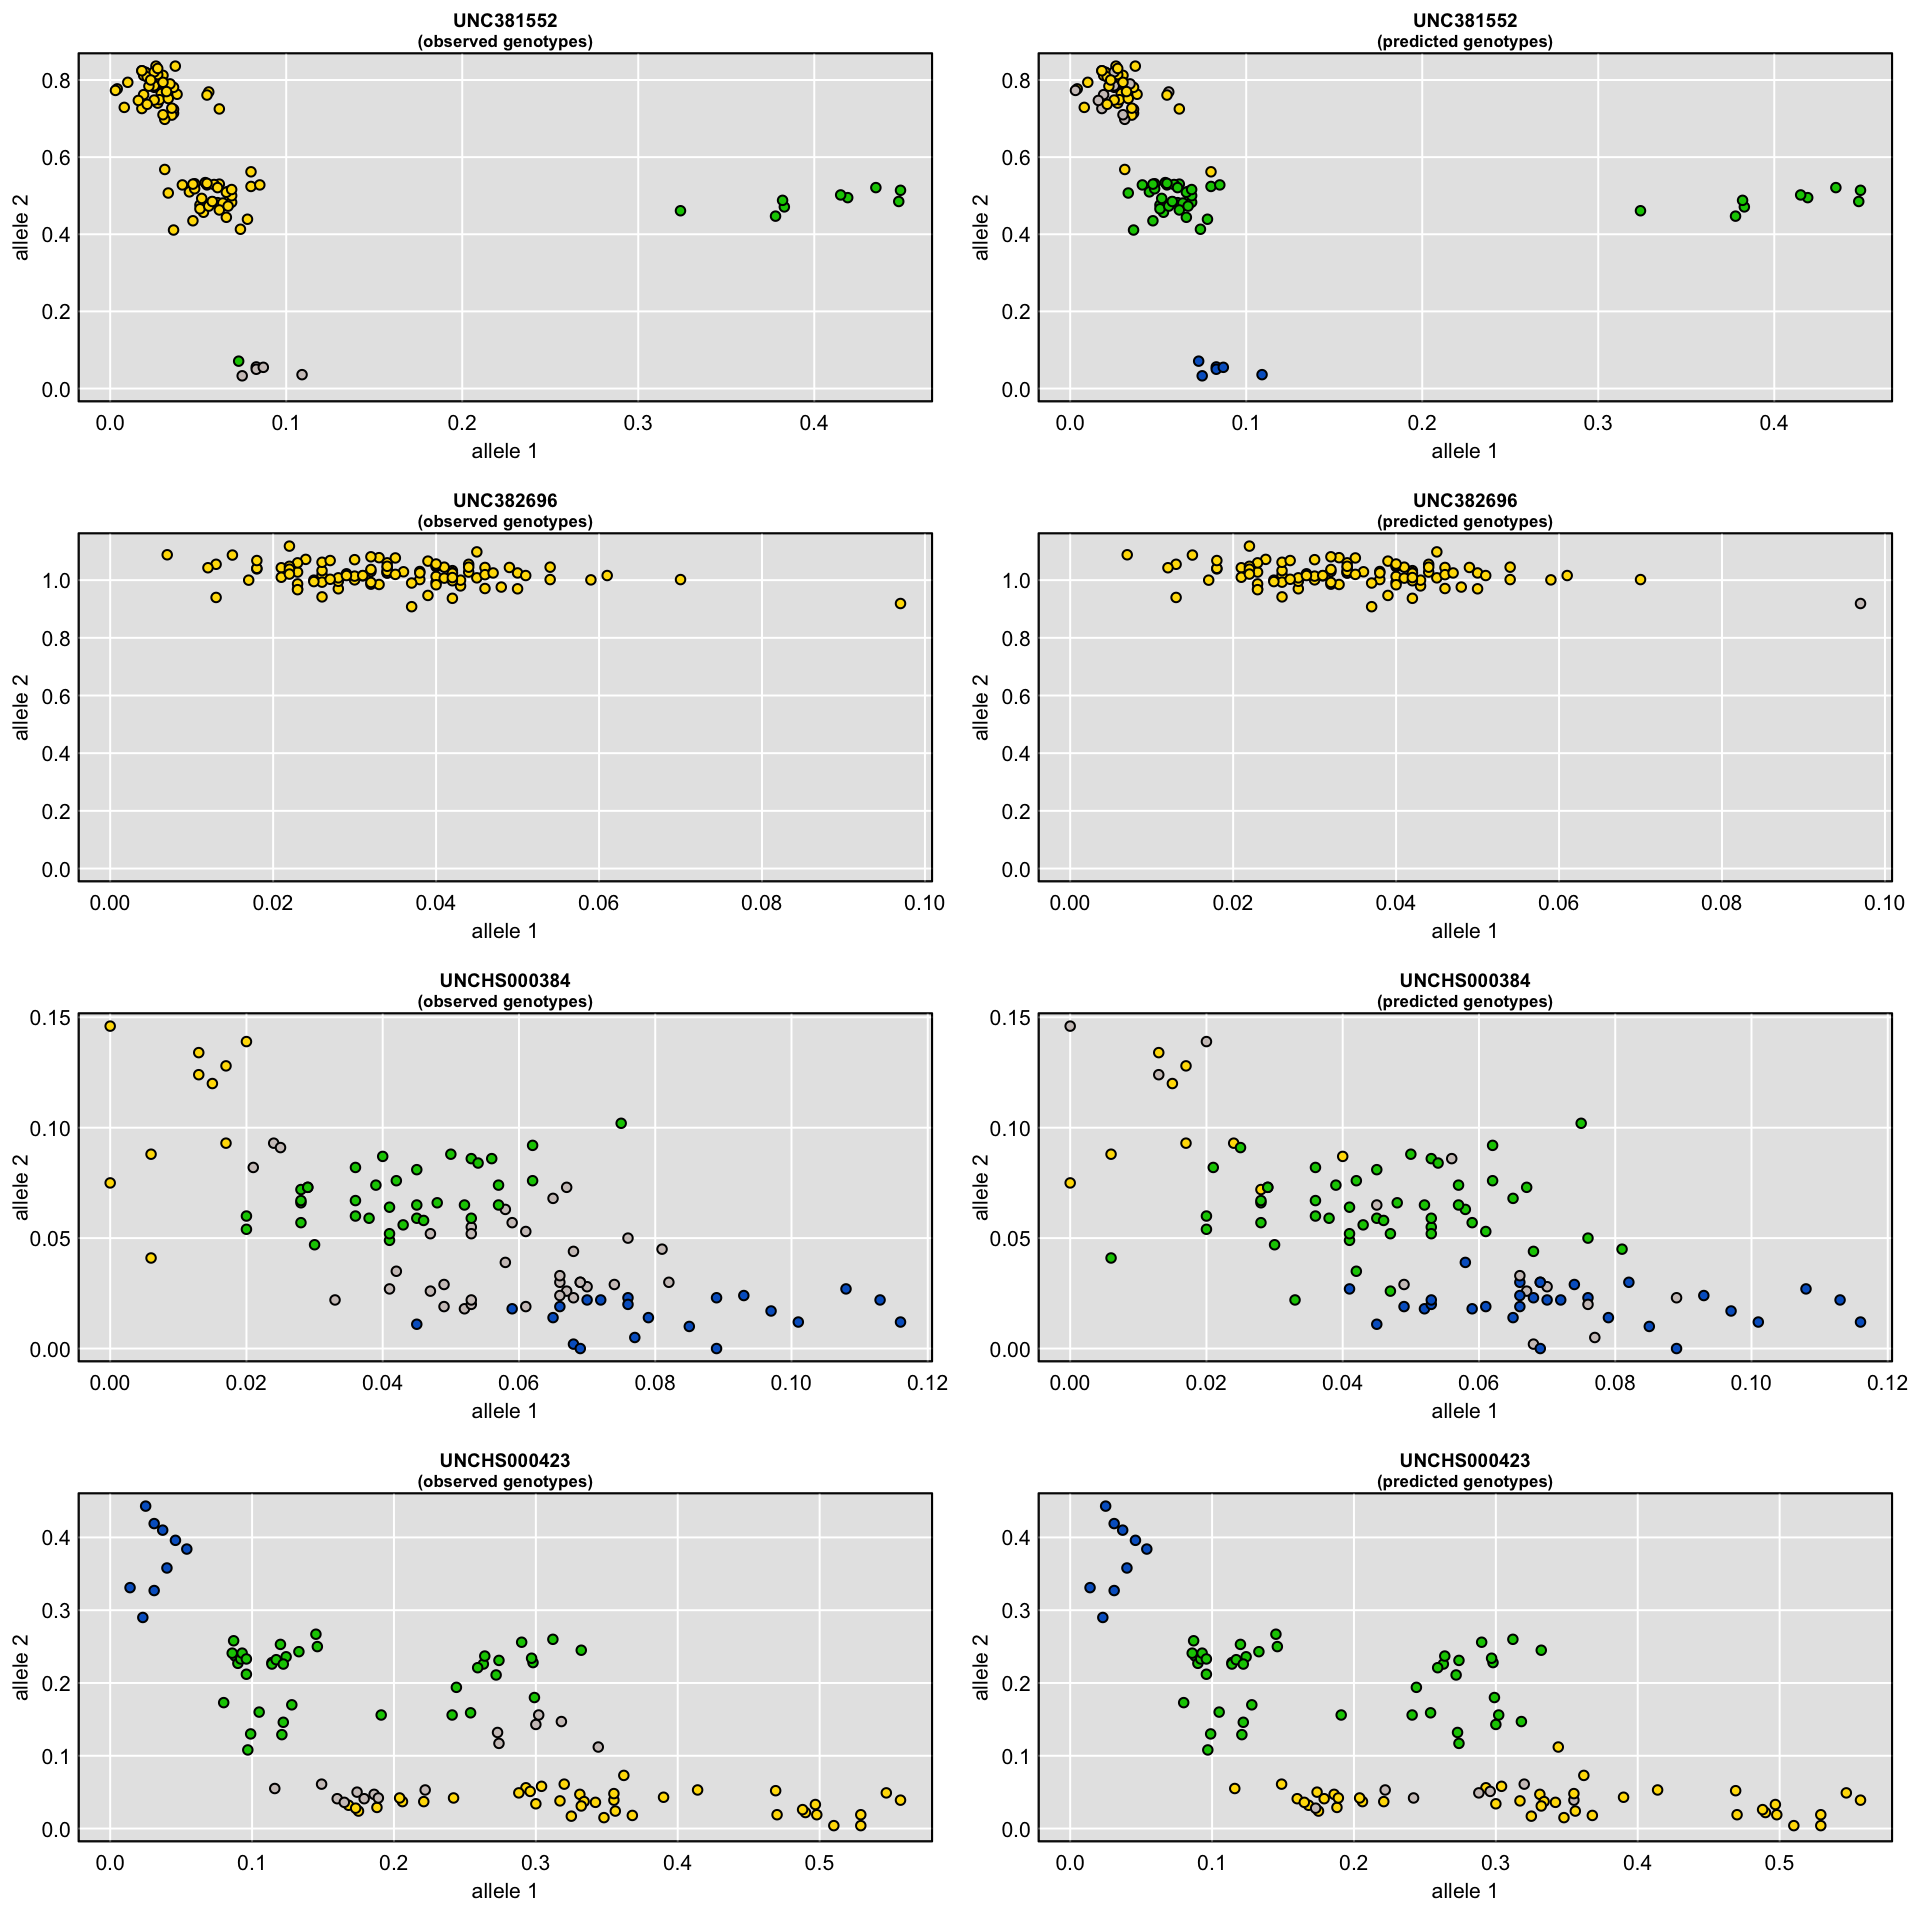 UNC381552
(observed genotypes)
allele 2
0.8
0.6
0.4
0.2
0.0
0.0 0.1 0.2 0.3 0.4
allele 1
UNC381552
(predicted genotypes)
allele 2
0.8
0.6
0.4
0.2
0.0
0.0 0.1 0.2 0.3 0.4
allele 1
UNC382696
(observed genotypes)
allele 2
1.0
0.8
0.6
0.4
0.2
0.0
0.00 0.02 0.04 0.06 0.08 0.10
allele 1
UNC382696
(predicted genotypes)
allele 2
1.0
0.8
0.6
0.4
0.2
0.0
0.00 0.02 0.04 0.06 0.08 0.10
allele 1
UNCHS000384
(observed genotypes)
allele 2
0.15
0.10
0.05
0.00
0.00 0.02 0.04 0.06 0.08 0.10 0.12
allele 1
UNCHS000384
(predicted genotypes)
allele 2
0.15
0.10
0.05
0.00
0.00 0.02 0.04 0.06 0.08 0.10 0.12
allele 1
UNCHS000423
(observed genotypes)
allele 2
0.4
0.3
0.2
0.1
0.0
0.0 0.1 0.2 0.3 0.4 0.5
allele 1
UNCHS000423
(predicted genotypes)
allele 2
0.4
0.3
0.2
0.1
0.0
0.0 0.1 0.2 0.3 0.4 0.5
allele 1